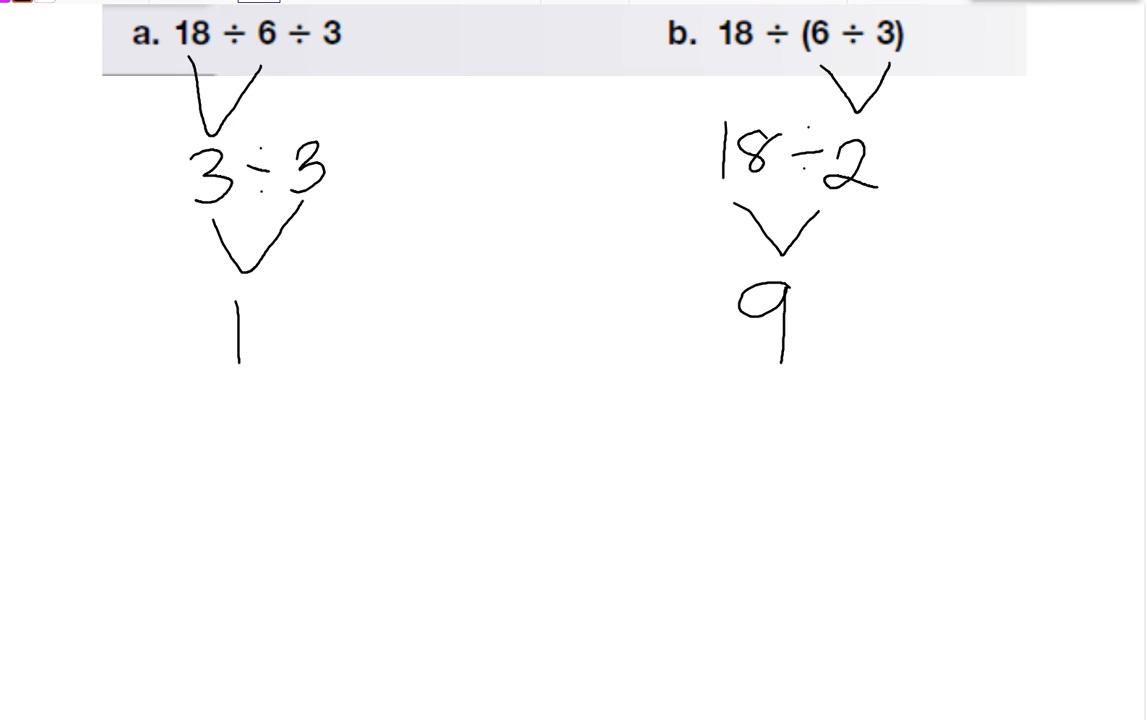 a. 18 ÷ 6 ÷ 3
3 ÷ 3
1
b. 18 ÷ (6 ÷ 3)
18 ÷ 2
9